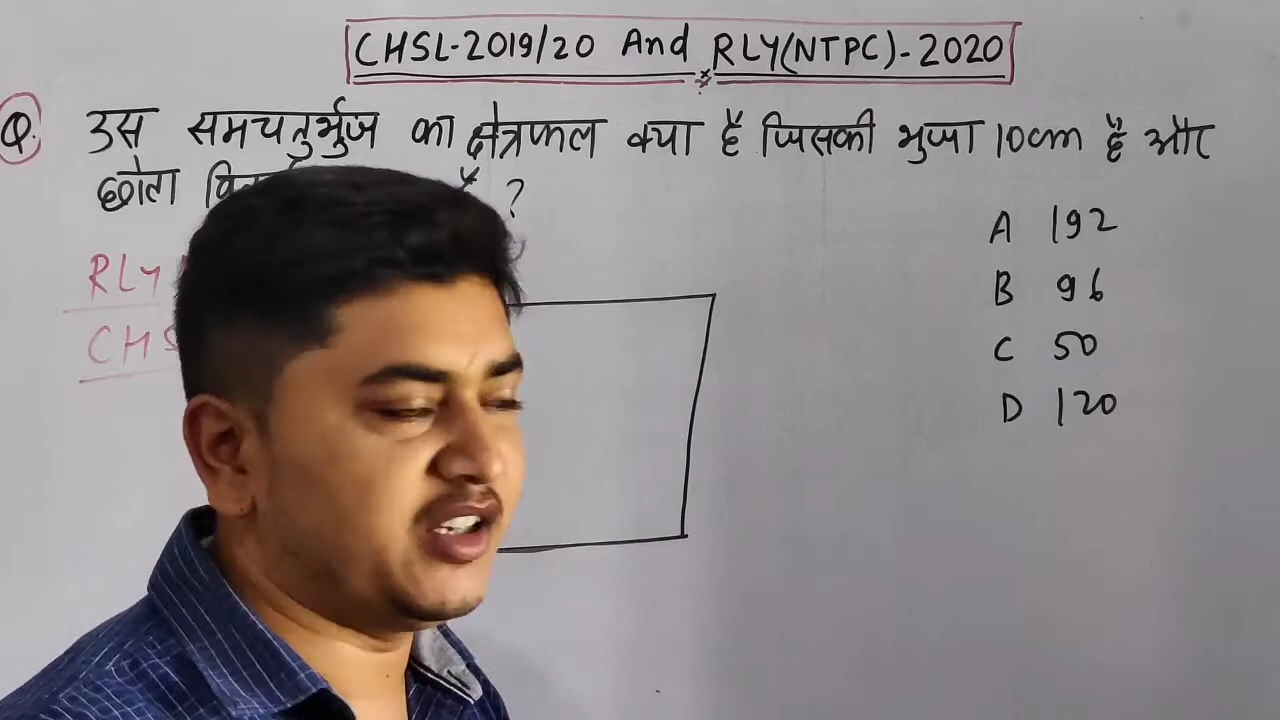 CHSL-2019/20 And RLY(NTPC)-2020
Q. उस समचतुर्भुज का क्षेत्रफल क्या है जिसकी भुजा 10cm है और
छोटा ?
RLY
A 192
B 96
CHS
C 50
D 120